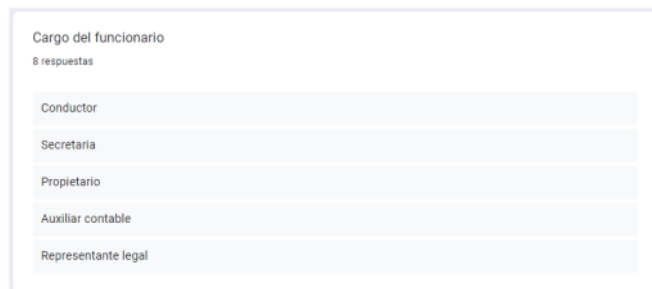 Cargo del funcionario
8 respuestas
Conductor
Secretaria
Propietario
Auxiliar contable
Representante legal